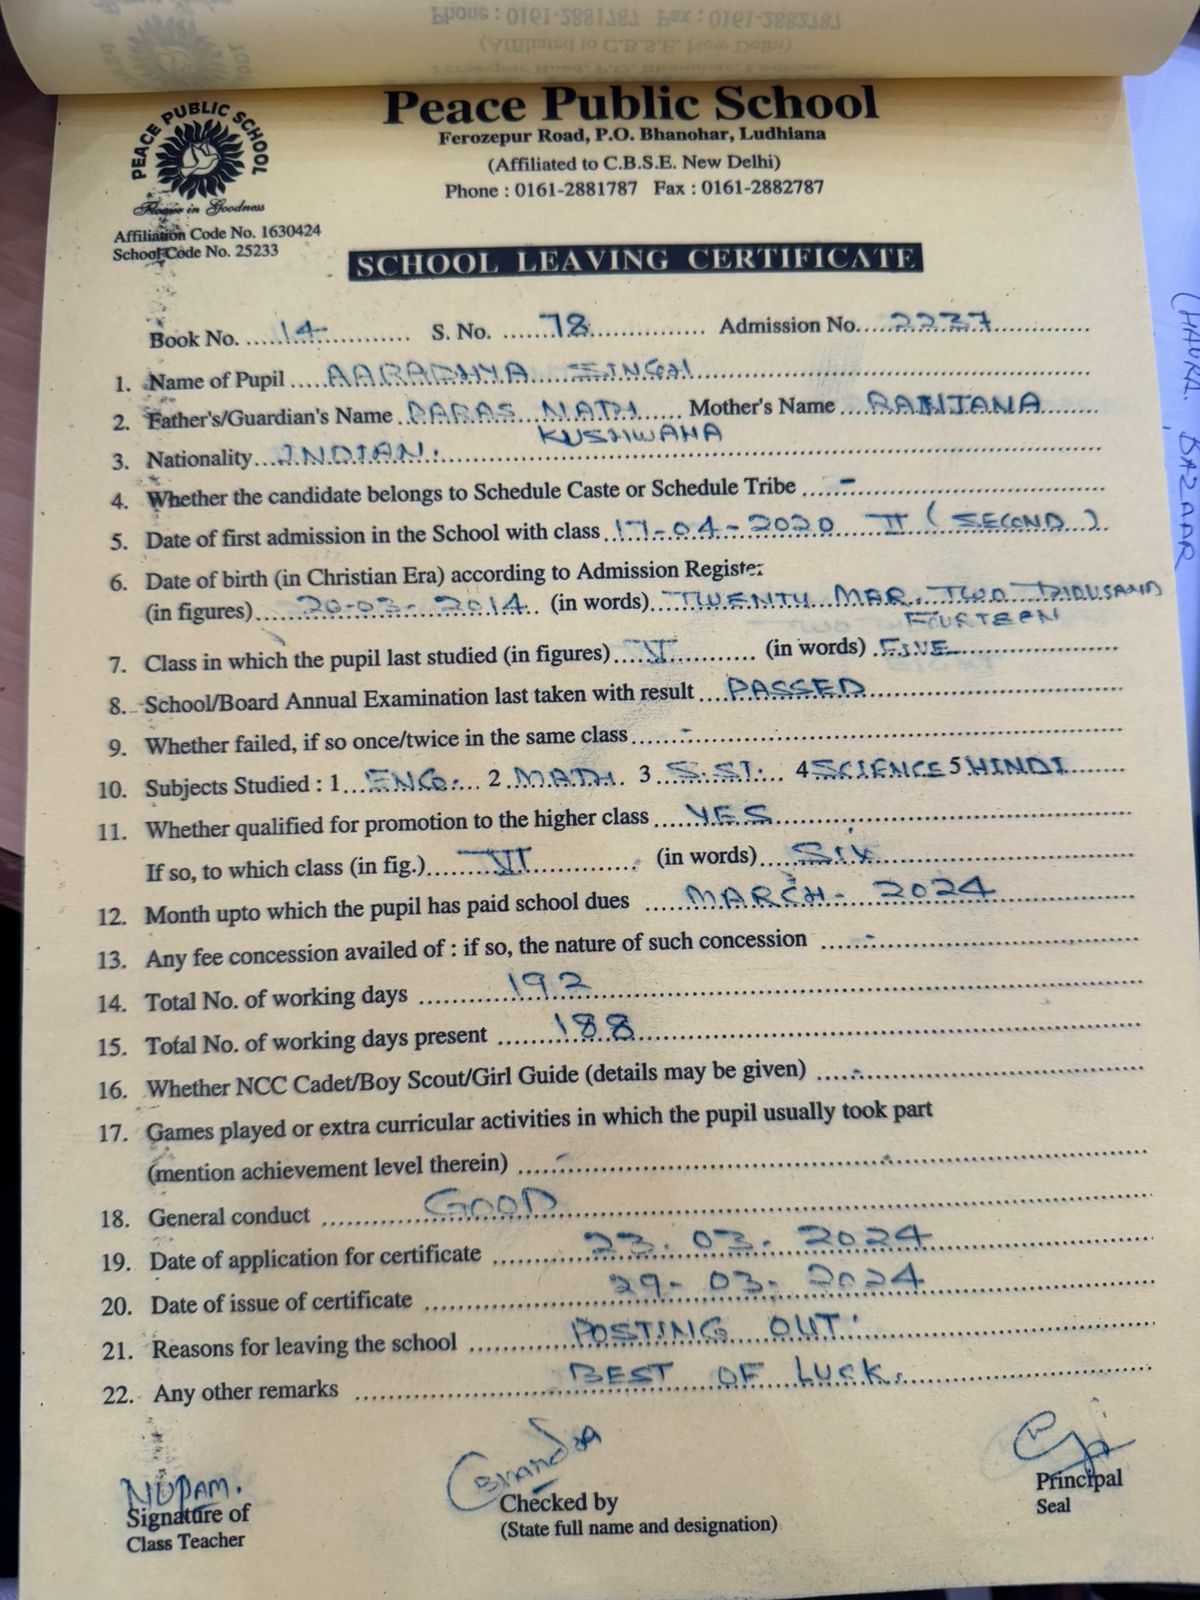 Phone : 0161-2881787 Fax : 0161-2882787
(Affiliated to C.B.S.E. New Delhi)
Ferozepur Road, P.O. Bhanohar, Ludhiana
PEACE PUBLIC SCHOOL
Flower in Goodness
Peace Public School
Ferozepur Road, P.O. Bhanohar, Ludhiana
(Affiliated to C.B.S.E. New Delhi)
Phone : 0161-2881787 Fax : 0161-2882787
Affiliation Code No. 1630424
School Code No. 25233
SCHOOL LEAVING CERTIFICATE
Book No. 14 S. No. 78 Admission No. 2237
1. Name of Pupil AARADHYA SINGH
2. Father's/Guardian's Name PARAS NATH KUSHWAHA Mother's Name RANJANA
3. Nationality INDIAN.
4. Whether the candidate belongs to Schedule Caste or Schedule Tribe -
5. Date of first admission in the School with class 17-04-2020 II (SECOND)
6. Date of birth (in Christian Era) according to Admission Register
(in figures) 20-03-2014 (in words) TWENTY MAR. TWO THOUSAND FOURTEEN
7. Class in which the pupil last studied (in figures) V (in words) FIVE
8. School/Board Annual Examination last taken with result PASSED
9. Whether failed, if so once/twice in the same class -
10. Subjects Studied : 1 ENG. 2 MATH. 3 S.ST. 4 SCIENCE 5 HINDI
11. Whether qualified for promotion to the higher class YES
If so, to which class (in fig.) VI (in words) SIX
12. Month upto which the pupil has paid school dues MARCH - 2024
13. Any fee concession availed of : if so, the nature of such concession -
14. Total No. of working days 192
15. Total No. of working days present 188
16. Whether NCC Cadet/Boy Scout/Girl Guide (details may be given) -
17. Games played or extra curricular activities in which the pupil usually took part
(mention achievement level therein) -
18. General conduct GOOD
19. Date of application for certificate 23-03-2024
20. Date of issue of certificate 29-03-2024
21. Reasons for leaving the school POSTING OUT.
22. Any other remarks BEST OF LUCK.
NUPAM.
Signature of
Class Teacher
Checked by
(State full name and designation)
Principal
Seal
BAZAAR